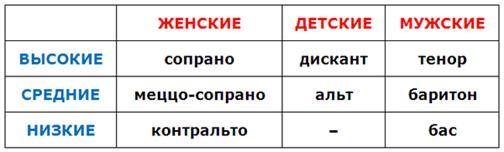 ЖЕНСКИЕ ДЕТСКИЕ МУЖСКИЕ
ВЫСОКИЕ сопрано дискант тенор
СРЕДНИЕ меццо-сопрано альт баритон
НИЗКИЕ контральто – бас